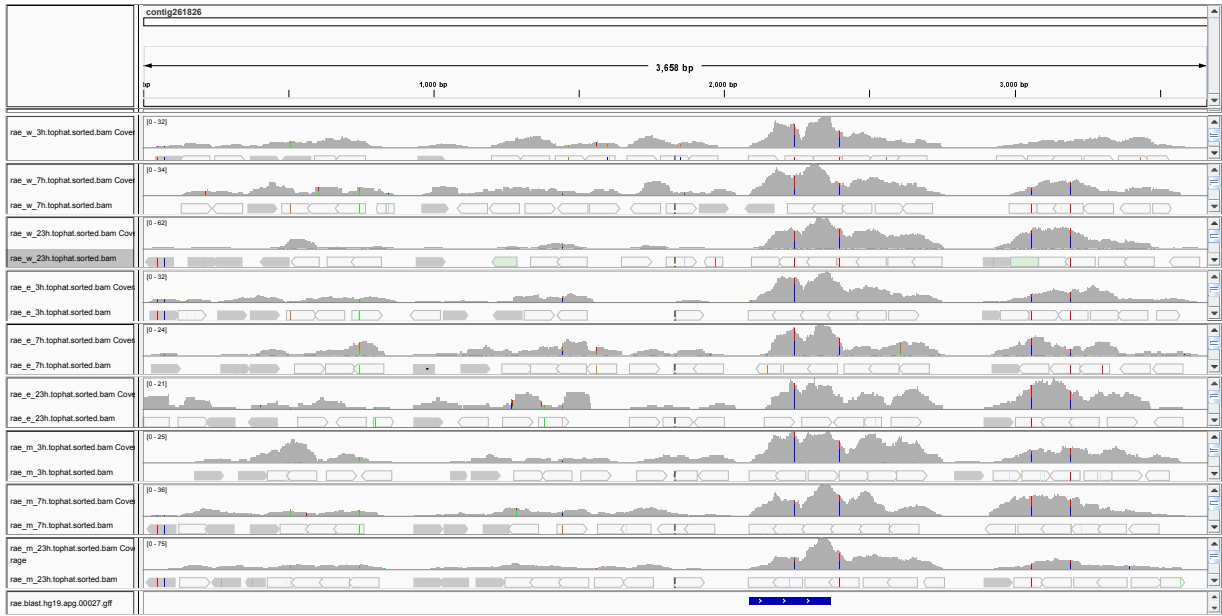 contig261826
3,658 bp
bp 1,000 bp 2,000 bp 3,000 bp
rae_w_3h.tophat.sorted.bam Cover [0 - 32]
rae_w_7h.tophat.sorted.bam Cover [0 - 34]
rae_w_7h.tophat.sorted.bam
rae_w_23h.tophat.sorted.bam Cove [0 - 62]
rae_w_23h.tophat.sorted.bam
rae_e_3h.tophat.sorted.bam Cover [0 - 32]
rae_e_3h.tophat.sorted.bam
rae_e_7h.tophat.sorted.bam Cover [0 - 24]
rae_e_7h.tophat.sorted.bam
rae_e_23h.tophat.sorted.bam Cove [0 - 21]
rae_e_23h.tophat.sorted.bam
rae_m_3h.tophat.sorted.bam Cover [0 - 25]
rae_m_3h.tophat.sorted.bam
rae_m_7h.tophat.sorted.bam Cover [0 - 36]
rae_m_7h.tophat.sorted.bam
rae_m_23h.tophat.sorted.bam Cov [0 - 75]
rage
rae_m_23h.tophat.sorted.bam
rae.blast.hg19.apg.00027.gff